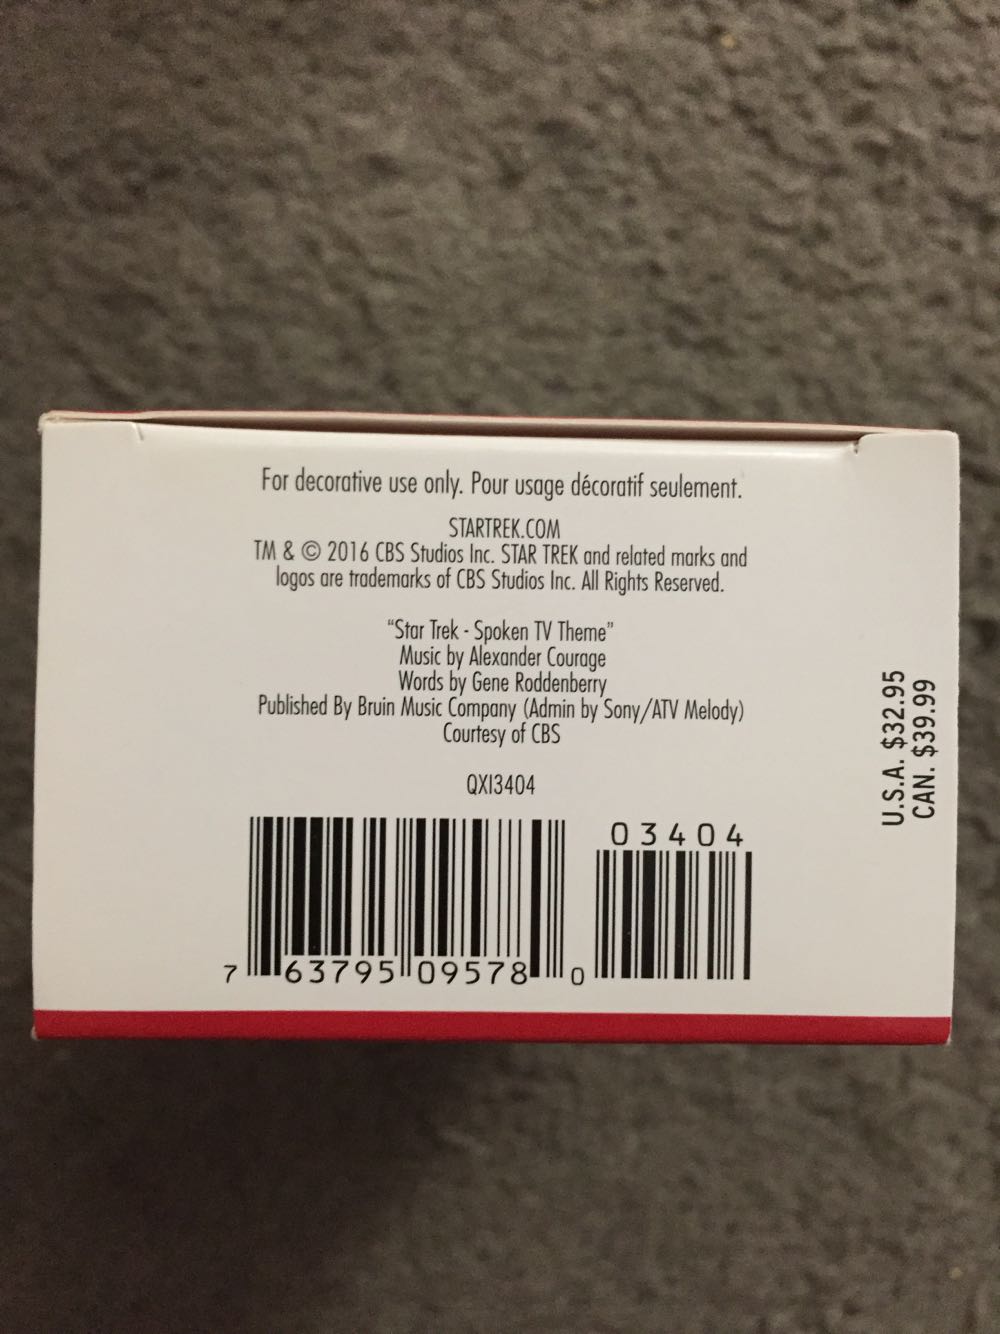 For decorative use only. Pour usage décoratif seulement.
STARTREK.COM
TM & © 2016 CBS Studios Inc. STAR TREK and related marks and
logos are trademarks of CBS Studios Inc. All Rights Reserved.
“Star Trek - Spoken TV Theme”
Music by Alexander Courage
Words by Gene Roddenberry
Published By Bruin Music Company (Admin by Sony/ATV Melody)
Courtesy of CBS
QXI3404
03404
7 63795 09578 0
U.S.A. $32.95
CAN. $39.99